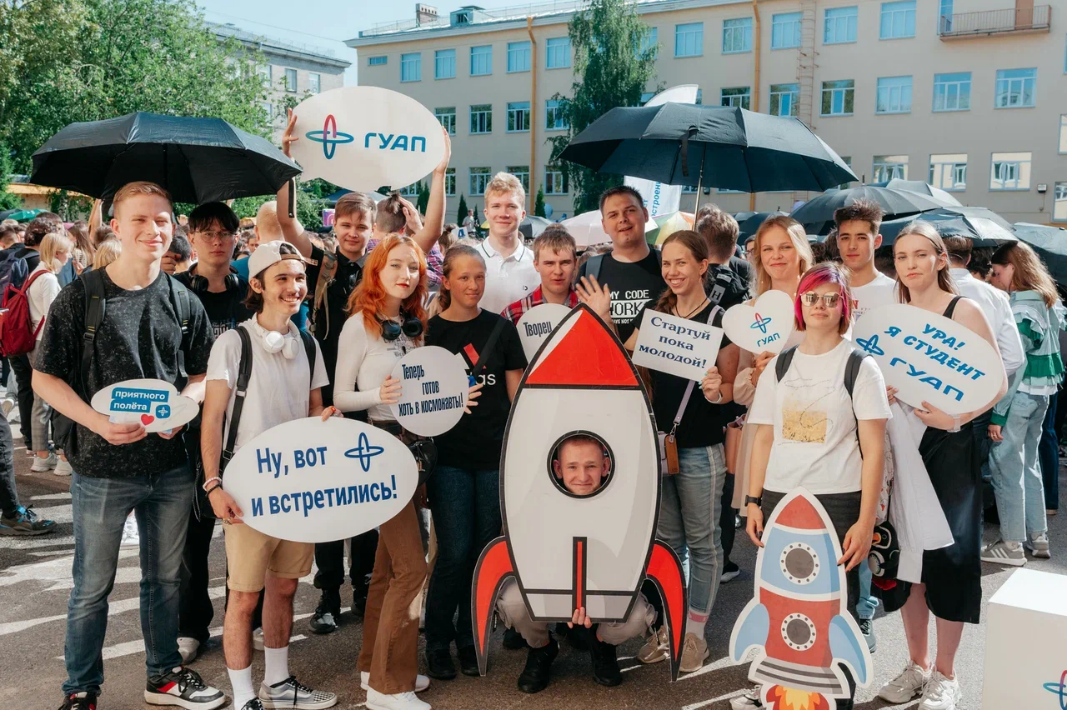 ГУАП
приятного
полёта
Ну, вот
и встретились!
Теперь
готов
хоть в космонавты!
Творец
MY CODE
WORK
Стартуй
пока
молодой!
ГУАП
УРА!
Я СТУДЕНТ
ГУАП